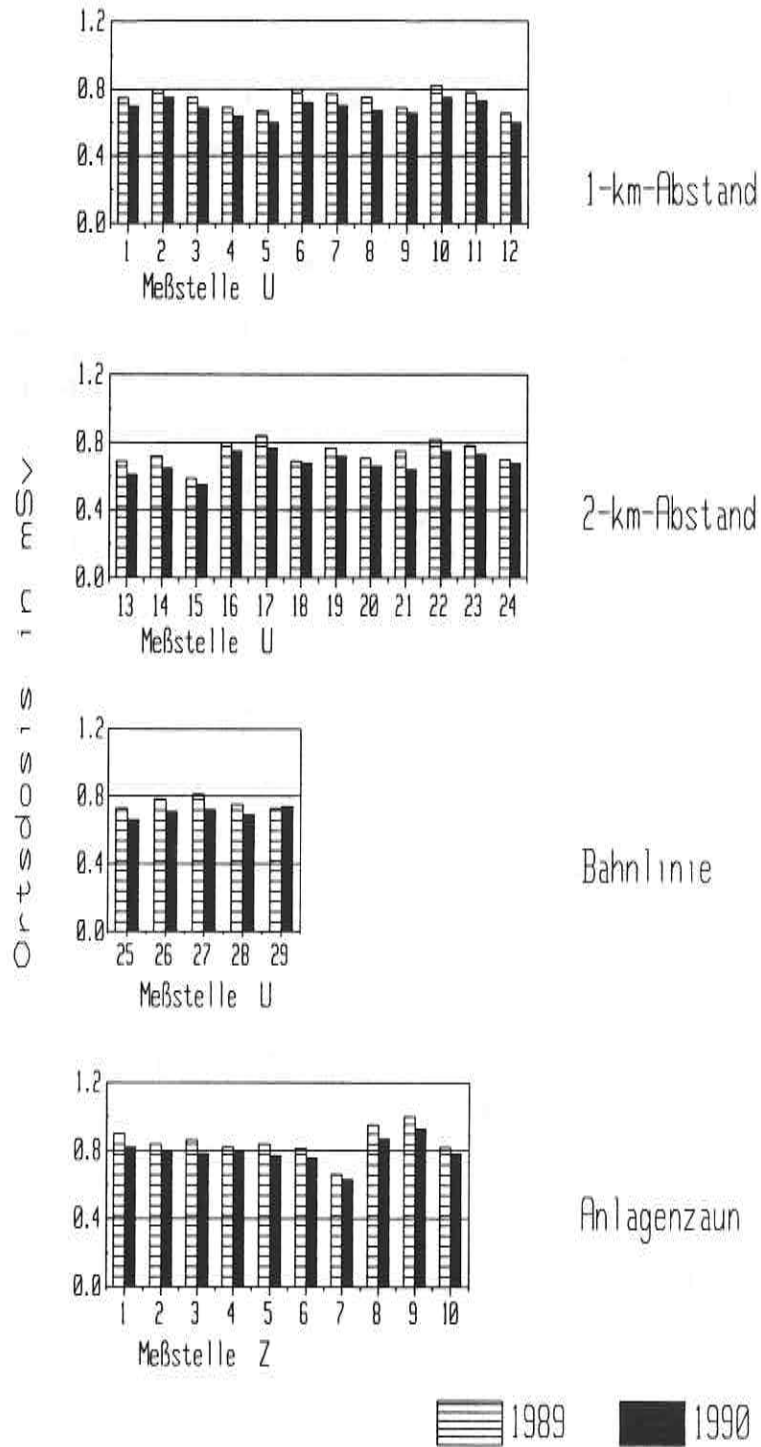 Ortsdosis in mSv
1.2
0.8
0.4
0.0
1 2 3 4 5 6 7 8 9 10 11 12
Meßstelle U
1-km-Abstand
1.2
0.8
0.4
0.0
13 14 15 16 17 18 19 20 21 22 23 24
Meßstelle U
2-km-Abstand
1.2
0.8
0.4
0.0
25 26 27 28 29
Meßstelle U
Bahnlinie
1.2
0.8
0.4
0.0
1 2 3 4 5 6 7 8 9 10
Meßstelle Z
Anlagenzaun
1989 1990